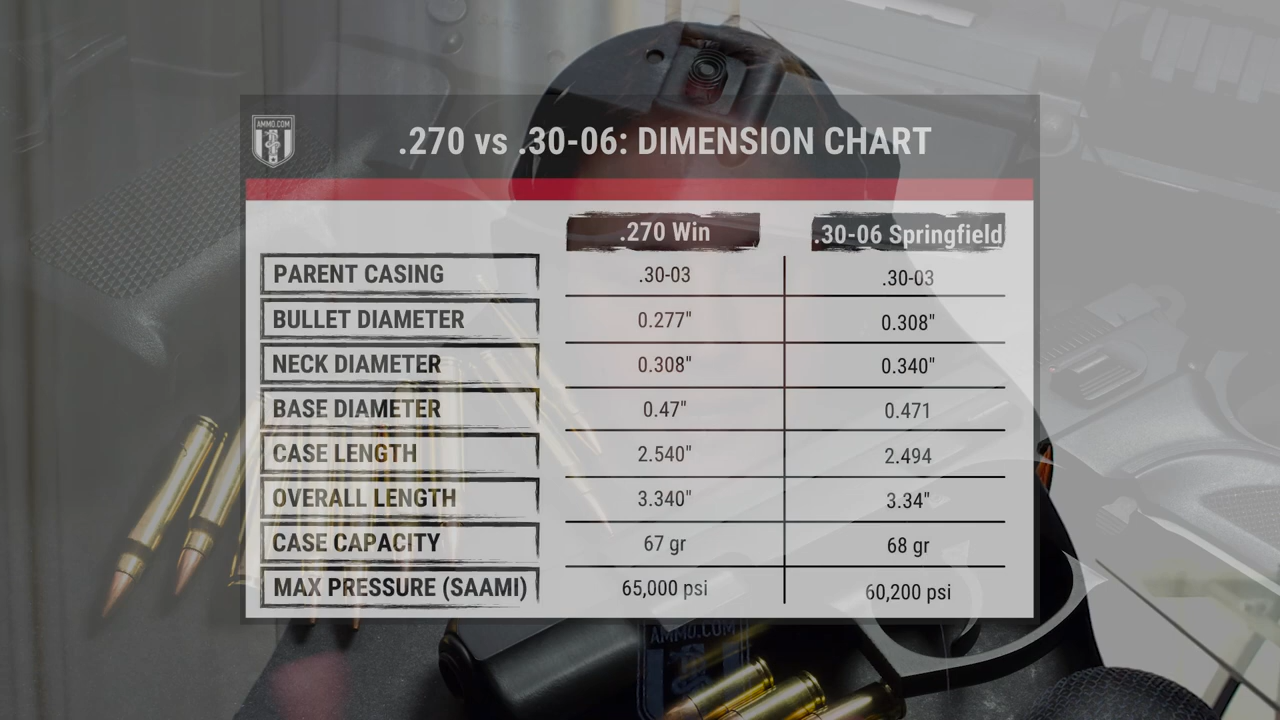 AMMO.COM
.270 vs .30-06: DIMENSION CHART
.270 Win .30-06 Springfield
PARENT CASING .30-03 .30-03
BULLET DIAMETER 0.277" 0.308"
NECK DIAMETER 0.308" 0.340"
BASE DIAMETER 0.47" 0.471
CASE LENGTH 2.540" 2.494
OVERALL LENGTH 3.340" 3.34"
CASE CAPACITY 67 gr 68 gr
MAX PRESSURE (SAAMI) 65,000 psi 60,200 psi
AMMO.COM